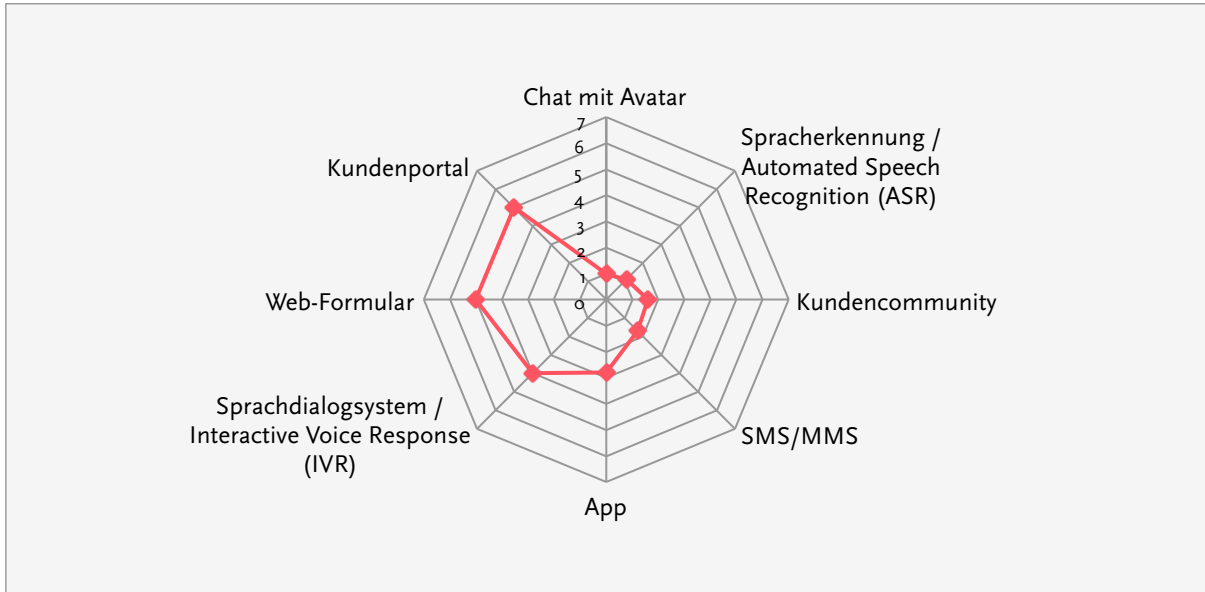 Chat mit Avatar
7
6
5
4
3
2
1
0
Spracherkennung /
Automated Speech
Recognition (ASR)
Kundenportal
Web-Formular
Kundencommunity
Sprachdialogsystem /
Interactive Voice Response
(IVR)
SMS/MMS
App